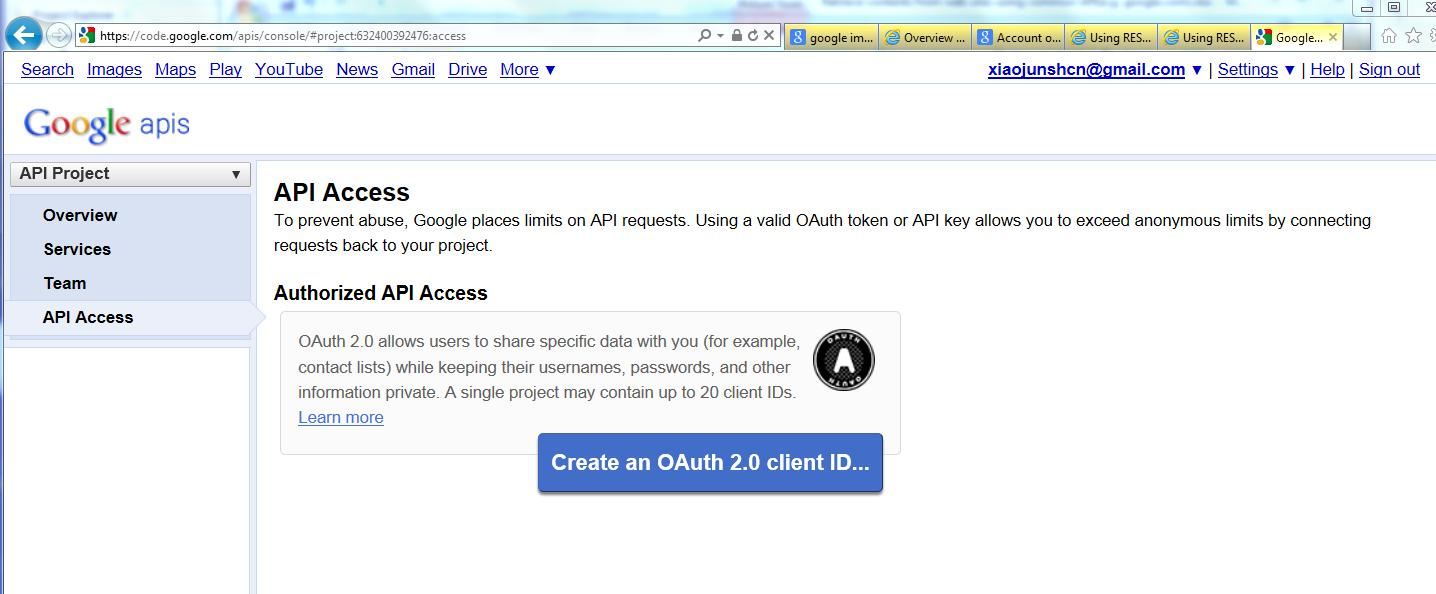 https://code.google.com/apis/console/#project:632400392476:access
google im...
Overview ...
Account o...
Using RES...
Using RES...
Google...
Search Images Maps Play YouTube News Gmail Drive More ▼
xiaojunshcn@gmail.com ▼ | Settings ▼ | Help | Sign out
Google apis
API Project ▼
Overview
Services
Team
API Access
API Access
To prevent abuse, Google places limits on API requests. Using a valid OAuth token or API key allows you to exceed anonymous limits by connecting
requests back to your project.
Authorized API Access
OAuth 2.0 allows users to share specific data with you (for example,
contact lists) while keeping their usernames, passwords, and other
information private. A single project may contain up to 20 client IDs.
Learn more
OAUTH
A
OAUTH
Create an OAuth 2.0 client ID...